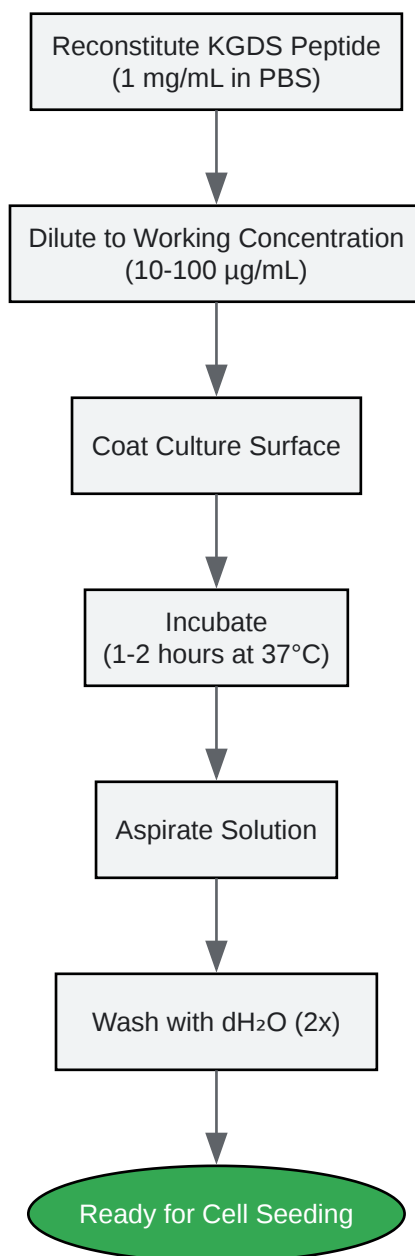 Reconstitute KGDS Peptide
(1 mg/mL in PBS)
Dilute to Working Concentration
(10-100 µg/mL)
Coat Culture Surface
Incubate
(1-2 hours at 37°C)
Aspirate Solution
Wash with dH₂O (2x)
Ready for Cell Seeding